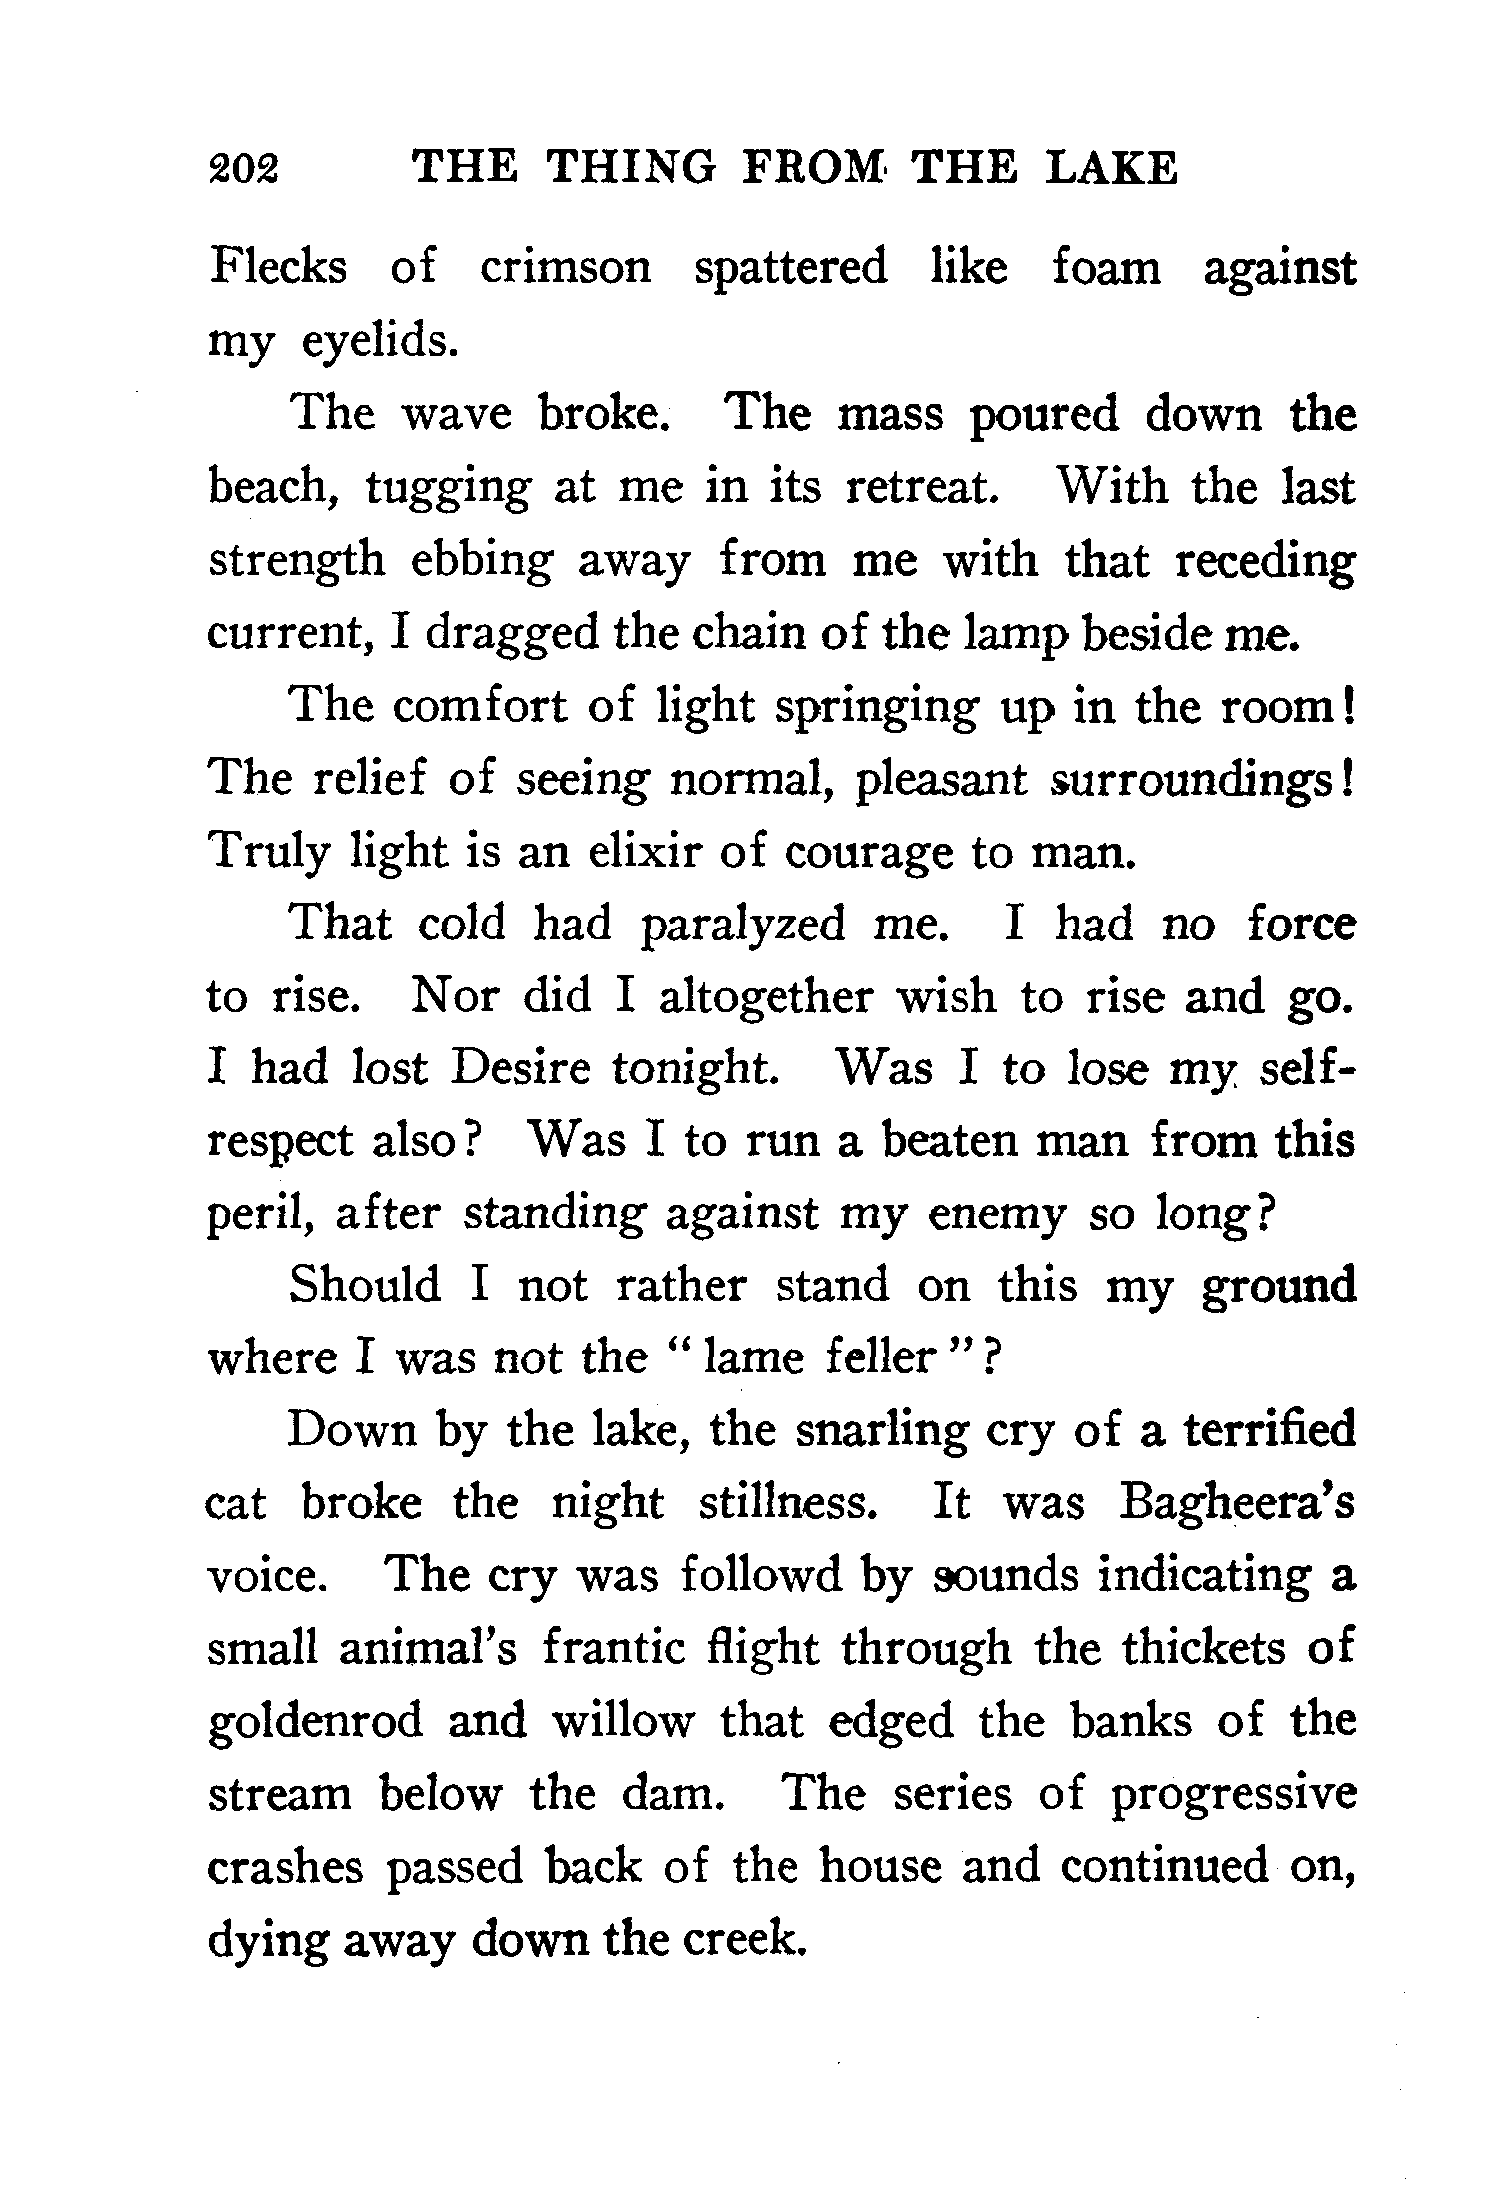 202 THE THING FROM THE LAKE
Flecks of crimson spattered like foam against
my eyelids.
The wave broke. The mass poured down the
beach, tugging at me in its retreat. With the last
strength ebbing away from me with that receding
current, I dragged the chain of the lamp beside me.
The comfort of light springing up in the room!
The relief of seeing normal, pleasant surroundings!
Truly light is an elixir of courage to man.
That cold had paralyzed me. I had no force
to rise. Nor did I altogether wish to rise and go.
I had lost Desire tonight. Was I to lose my self-
respect also? Was I to run a beaten man from this
peril, after standing against my enemy so long?
Should I not rather stand on this my ground
where I was not the “ lame feller ”?
Down by the lake, the snarling cry of a terrified
cat broke the night stillness. It was Bagheera’s
voice. The cry was followd by sounds indicating a
small animal’s frantic flight through the thickets of
goldenrod and willow that edged the banks of the
stream below the dam. The series of progressive
crashes passed back of the house and continued on,
dying away down the creek.